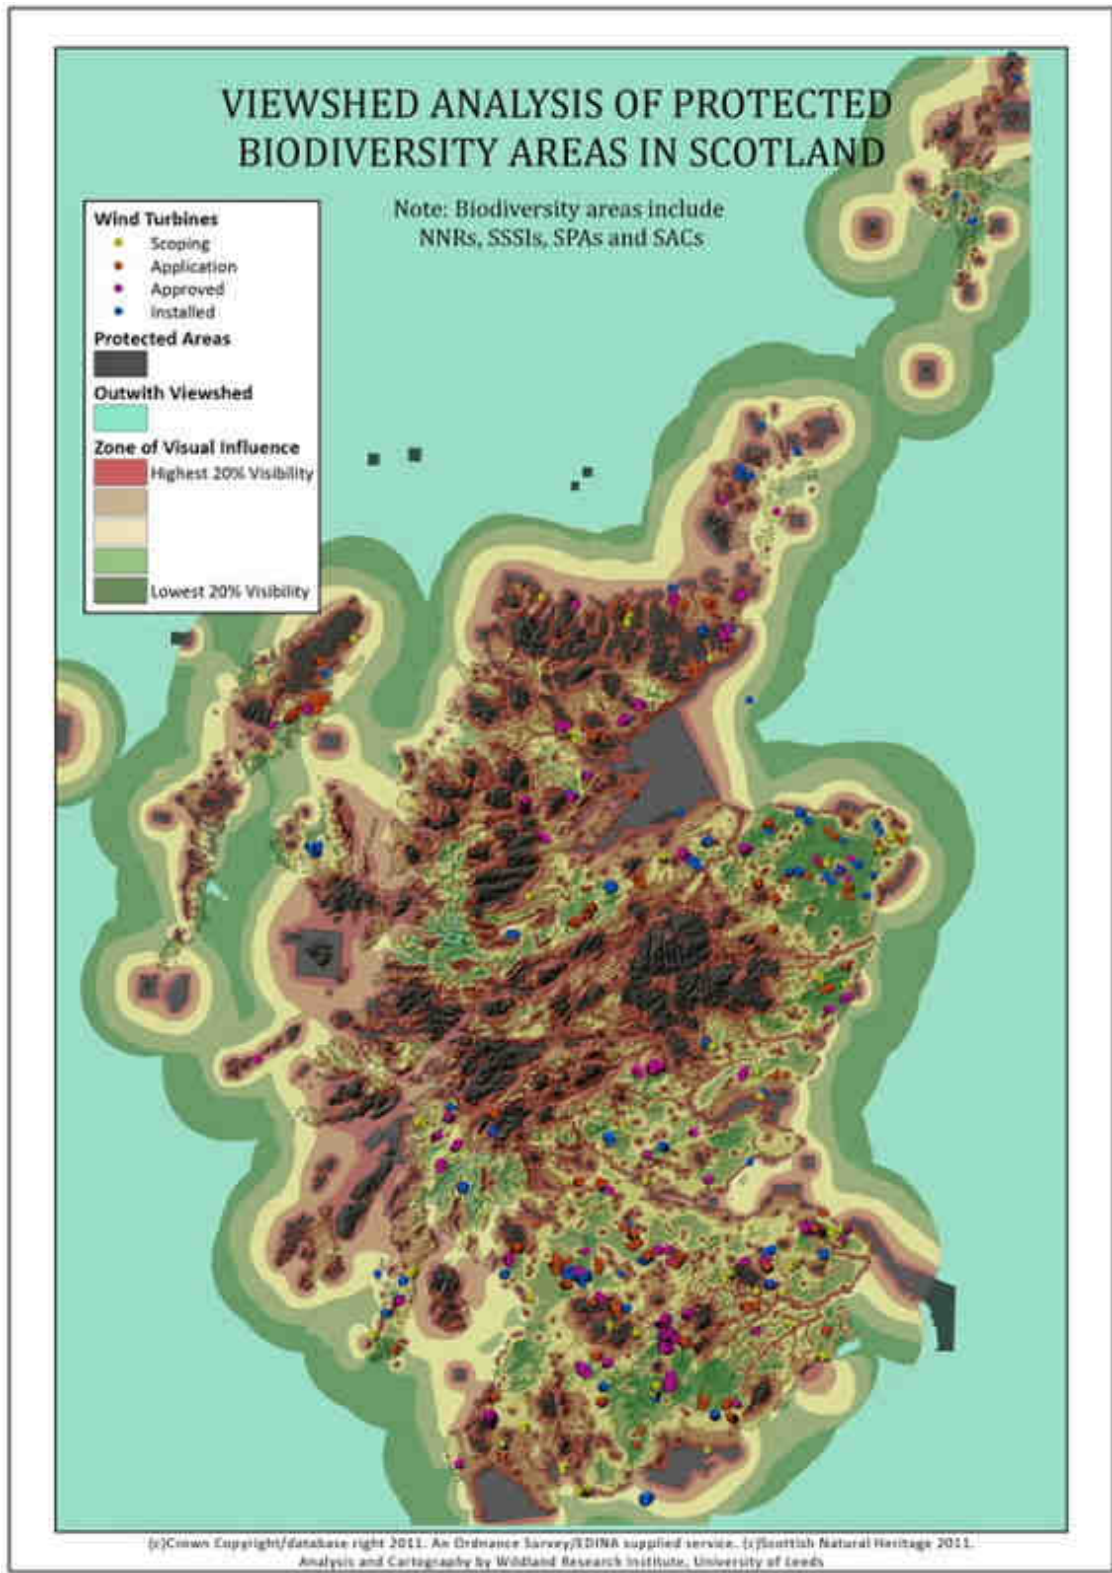 VIEWSHED ANALYSIS OF PROTECTED
BIODIVERSITY AREAS IN SCOTLAND
Note: Biodiversity areas include
NNRs, SSSIs, SPAs and SACs
Wind Turbines
Scoping
Application
Approved
Installed
Protected Areas
Outwith Viewshed
Zone of Visual Influence
Highest 20% Visibility
Lowest 20% Visibility
(c)Crown Copyright/database right 2011. An Ordnance Survey/EDINA supplied service. (c)Scottish Natural Heritage 2011.
Analysis and Cartography by Wildland Research Institute, University of Leeds